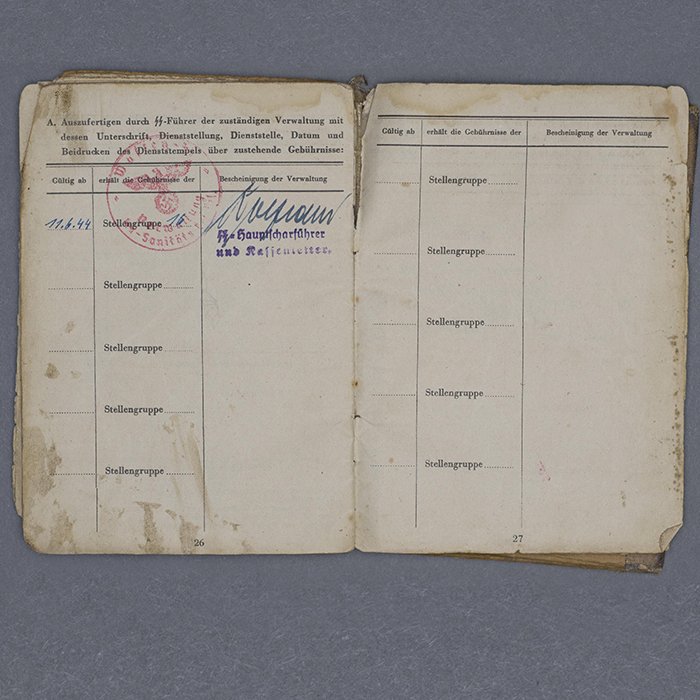 A. Auszufertigen durch ᛋᛋ-Führer der zuständigen Verwaltung mit
dessen Unterschrift, Dienststellung, Dienststelle, Datum und
Beidrucken des Dienststempels über zustehende Gebührnisse:
Gültig ab erhält die Gebührnisse der Bescheinigung der Verwaltung
11.6.44 Stellengruppe 16
ᛋᛋ-Hauptscharführer
und Kassenleiter.
Stellengruppe
Stellengruppe
Stellengruppe
Stellengruppe
26
Gültig ab erhält die Gebührnisse der Bescheinigung der Verwaltung
Stellengruppe
Stellengruppe
Stellengruppe
Stellengruppe
Stellengruppe
27